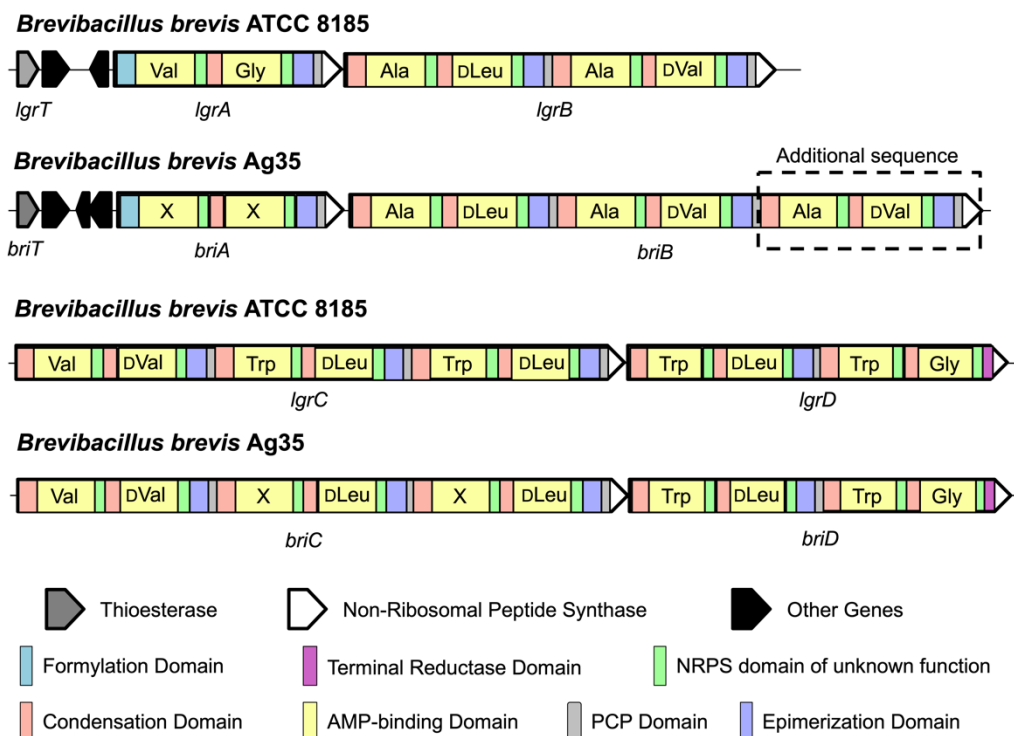 Brevibacillus brevis ATCC 8185
Val Gly Ala DLeu Ala DVal
lgrT lgrA lgrB
Brevibacillus brevis Ag35
Additional sequence
X X Ala DLeu Ala DVal Ala DVal
briT briA briB
Brevibacillus brevis ATCC 8185
Val DVal Trp DLeu Trp DLeu Trp DLeu Trp Gly
lgrC lgrD
Brevibacillus brevis Ag35
Val DVal X DLeu X DLeu Trp DLeu Trp Gly
briC briD
Thioesterase Non-Ribosomal Peptide Synthase Other Genes
Formylation Domain Terminal Reductase Domain NRPS domain of unknown function
Condensation Domain AMP-binding Domain PCP Domain Epimerization Domain